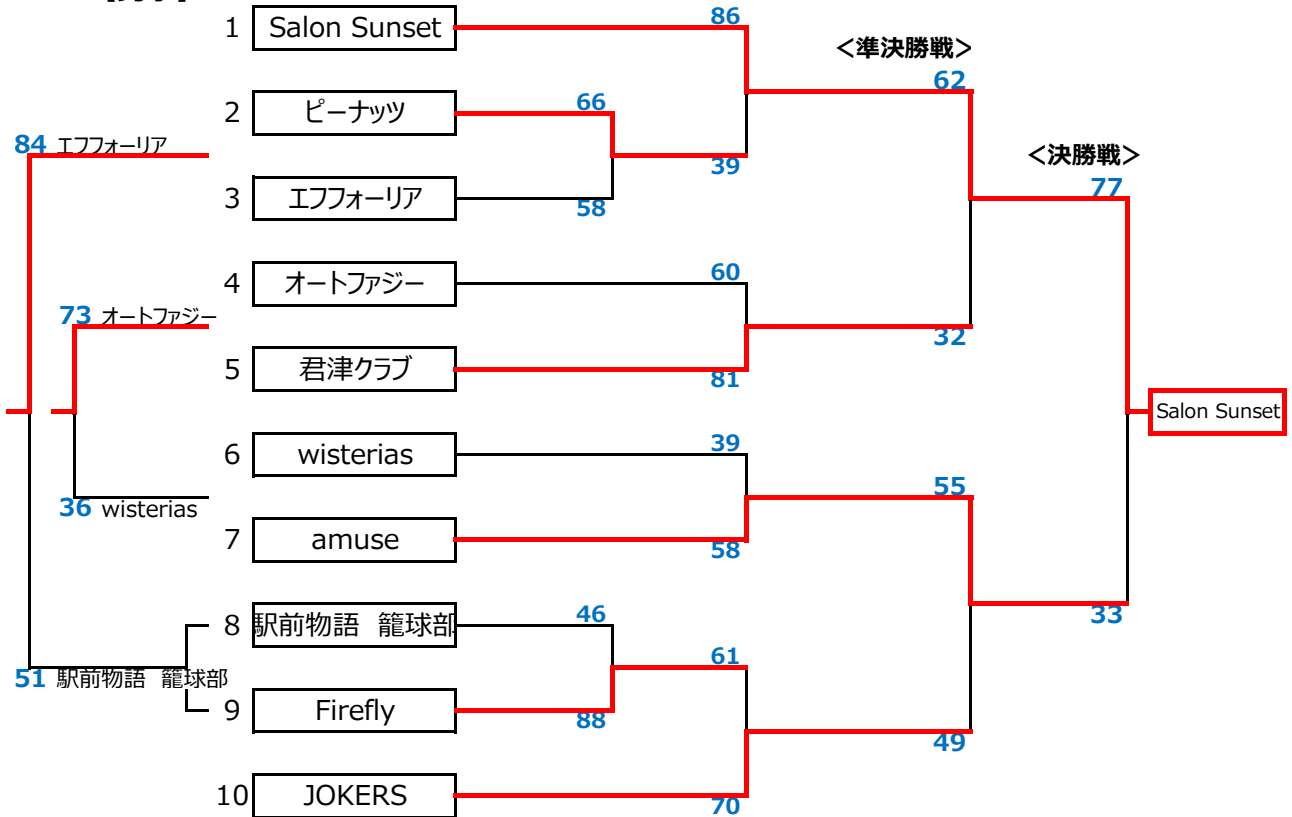 1 Salon Sunset 86
<準決勝戦>
62
2 ピーナッツ 66
84 エフフォーリア
<決勝戦>
39
77
3 エフフォーリア 58
4 オートファジー 60
73 オートファジー
32
5 君津クラブ 81
Salon Sunset
6 wisterias 39
55
36 wisterias
7 amuse 58
8 駅前物語 籠球部 46
33
61
51 駅前物語 籠球部
9 Firefly 88
49
10 JOKERS 70